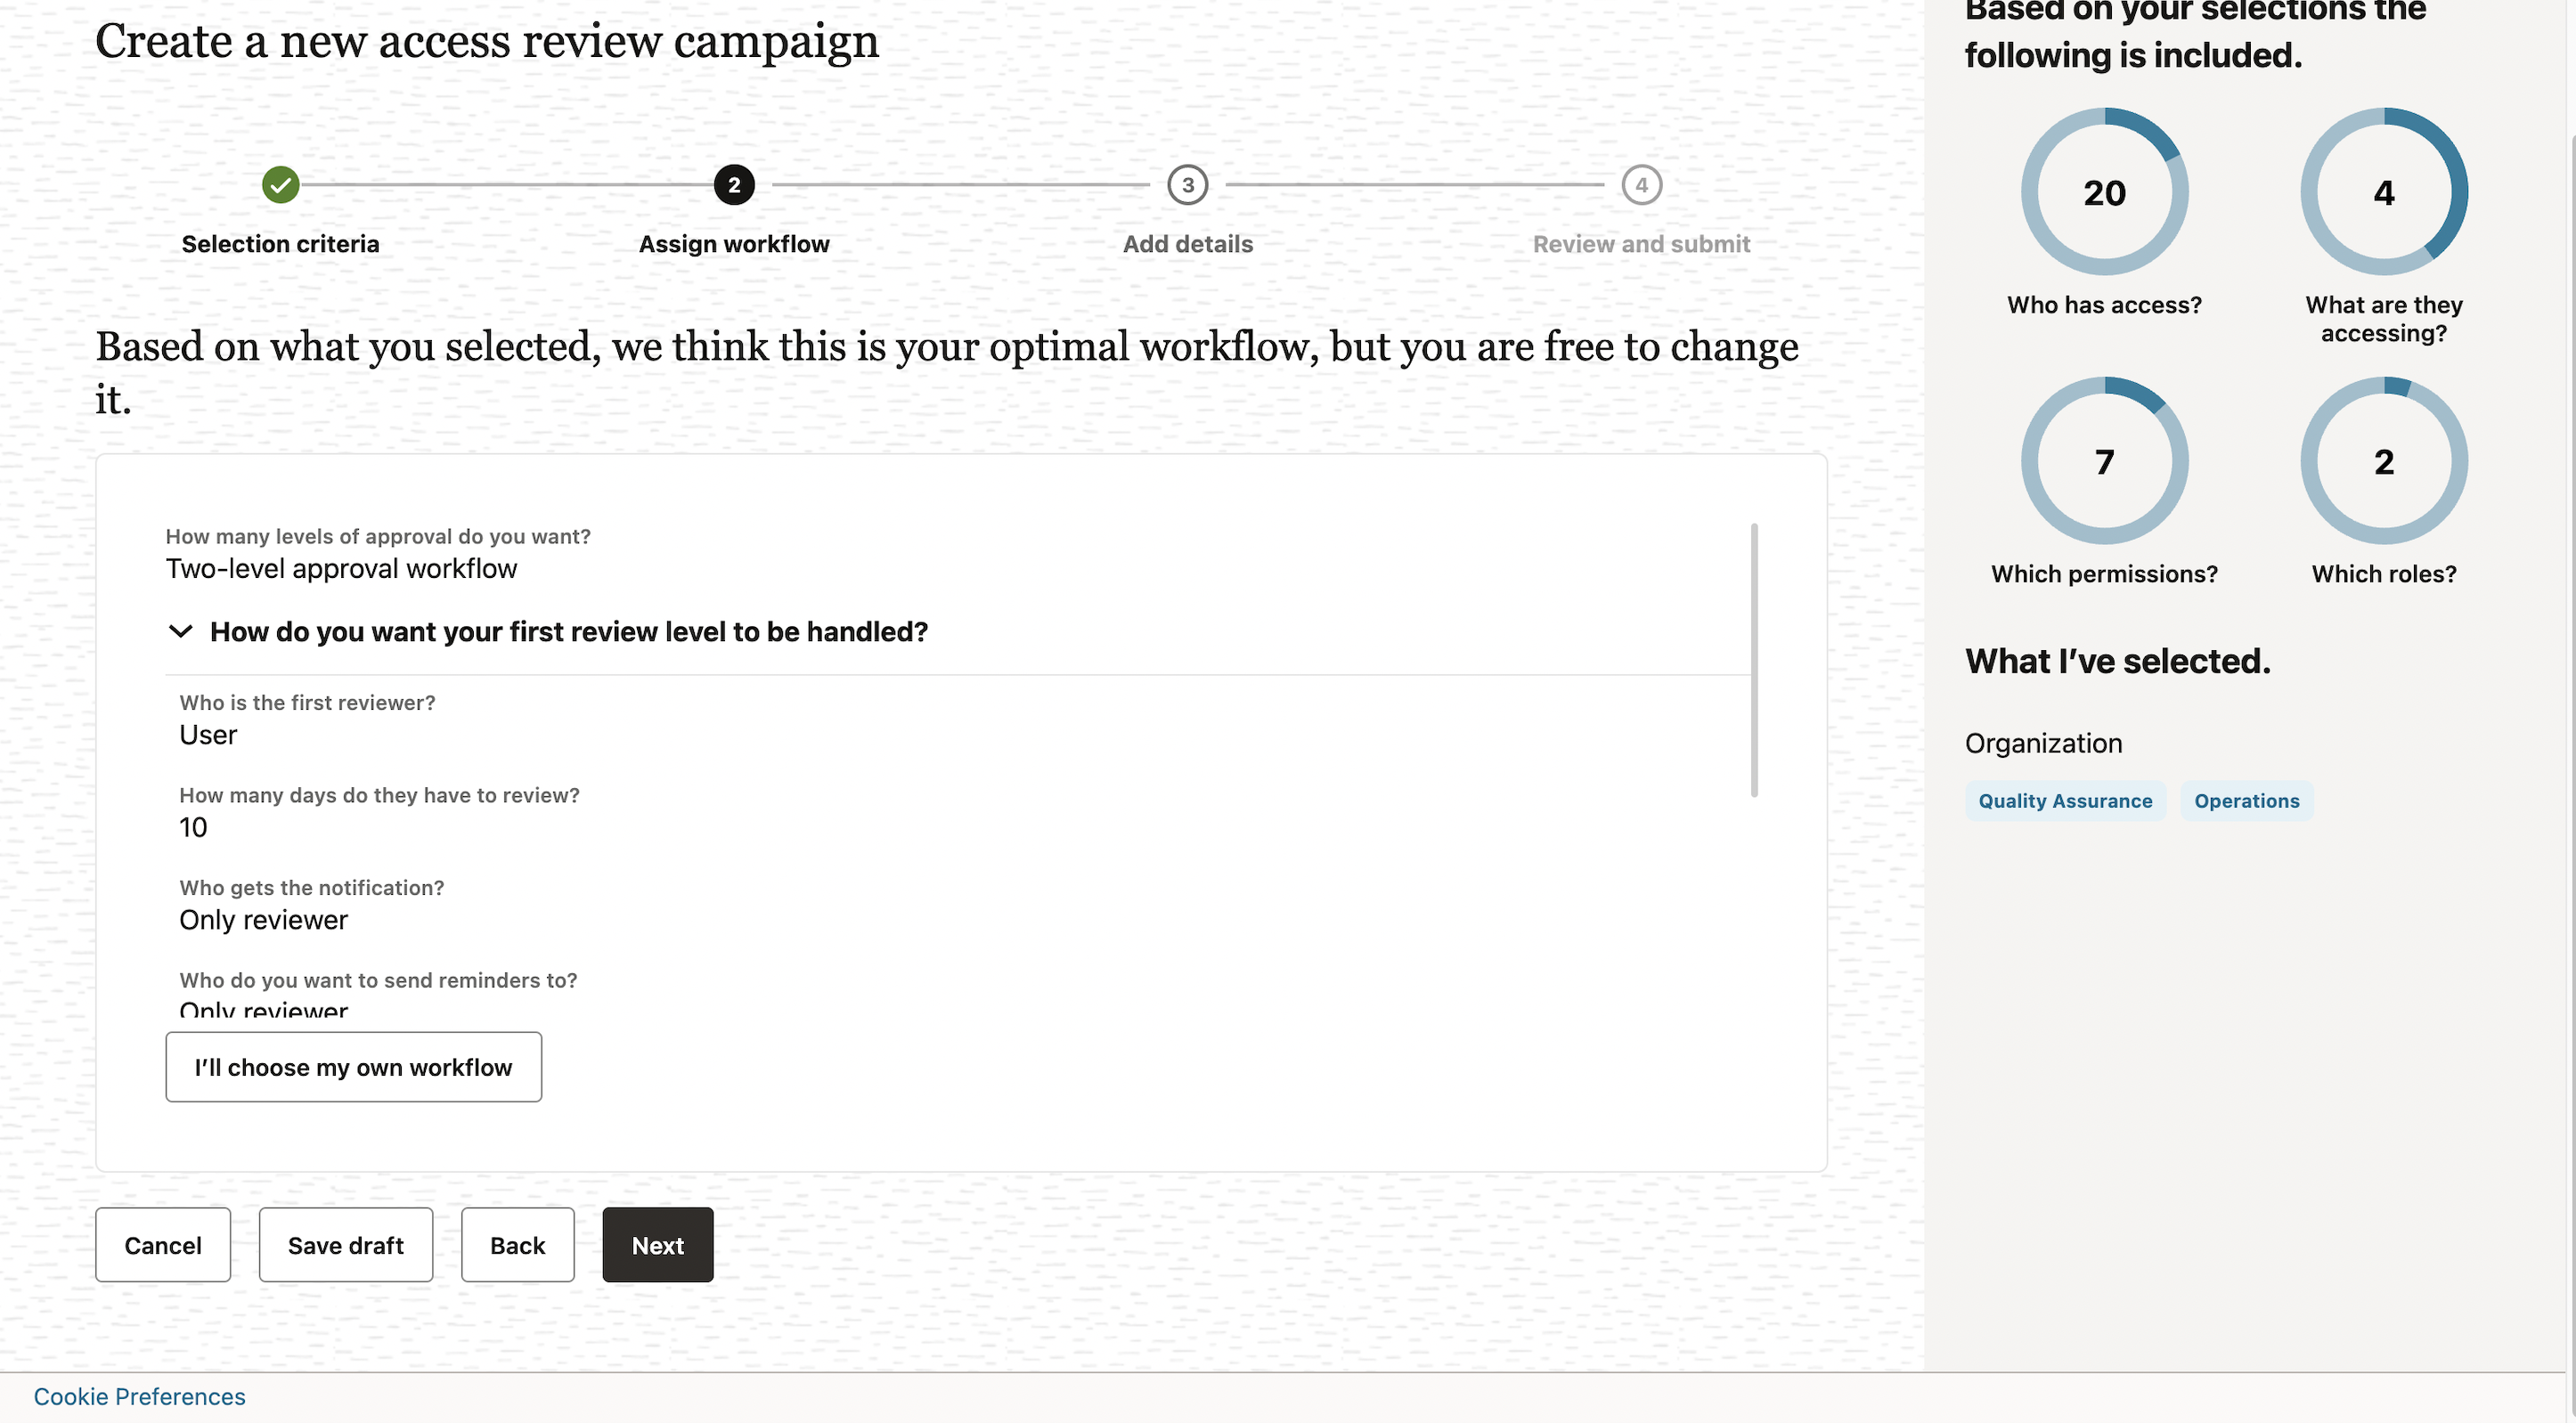 Create a new access review campaign
2
3
4
Selection criteria
Assign workflow
Add details
Review and submit
Based on what you selected, we think this is your optimal workflow, but you are free to change
it.
How many levels of approval do you want?
Two-level approval workflow
How do you want your first review level to be handled?
Who is the first reviewer?
User
How many days do they have to review?
10
Who gets the notification?
Only reviewer
Who do you want to send reminders to?
Only reviewer
I'll choose my own workflow
Cancel
Save draft
Back
Next
Based on your selections the
following is included.
20
Who has access?
4
What are they
accessing?
7
Which permissions?
2
Which roles?
What I've selected.
Organization
Quality Assurance
Operations
Cookie Preferences